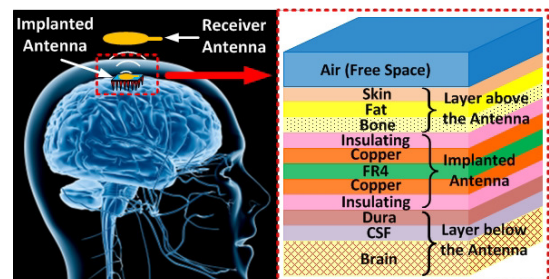 Implanted
Antenna
Receiver
Antenna
Air (Free Space)
Skin
Fat
Bone
Layer above
the Antenna
Insulating
Copper
FR4
Copper
Insulating
Implanted
Antenna
Dura
CSF
Brain
Layer below
the Antenna